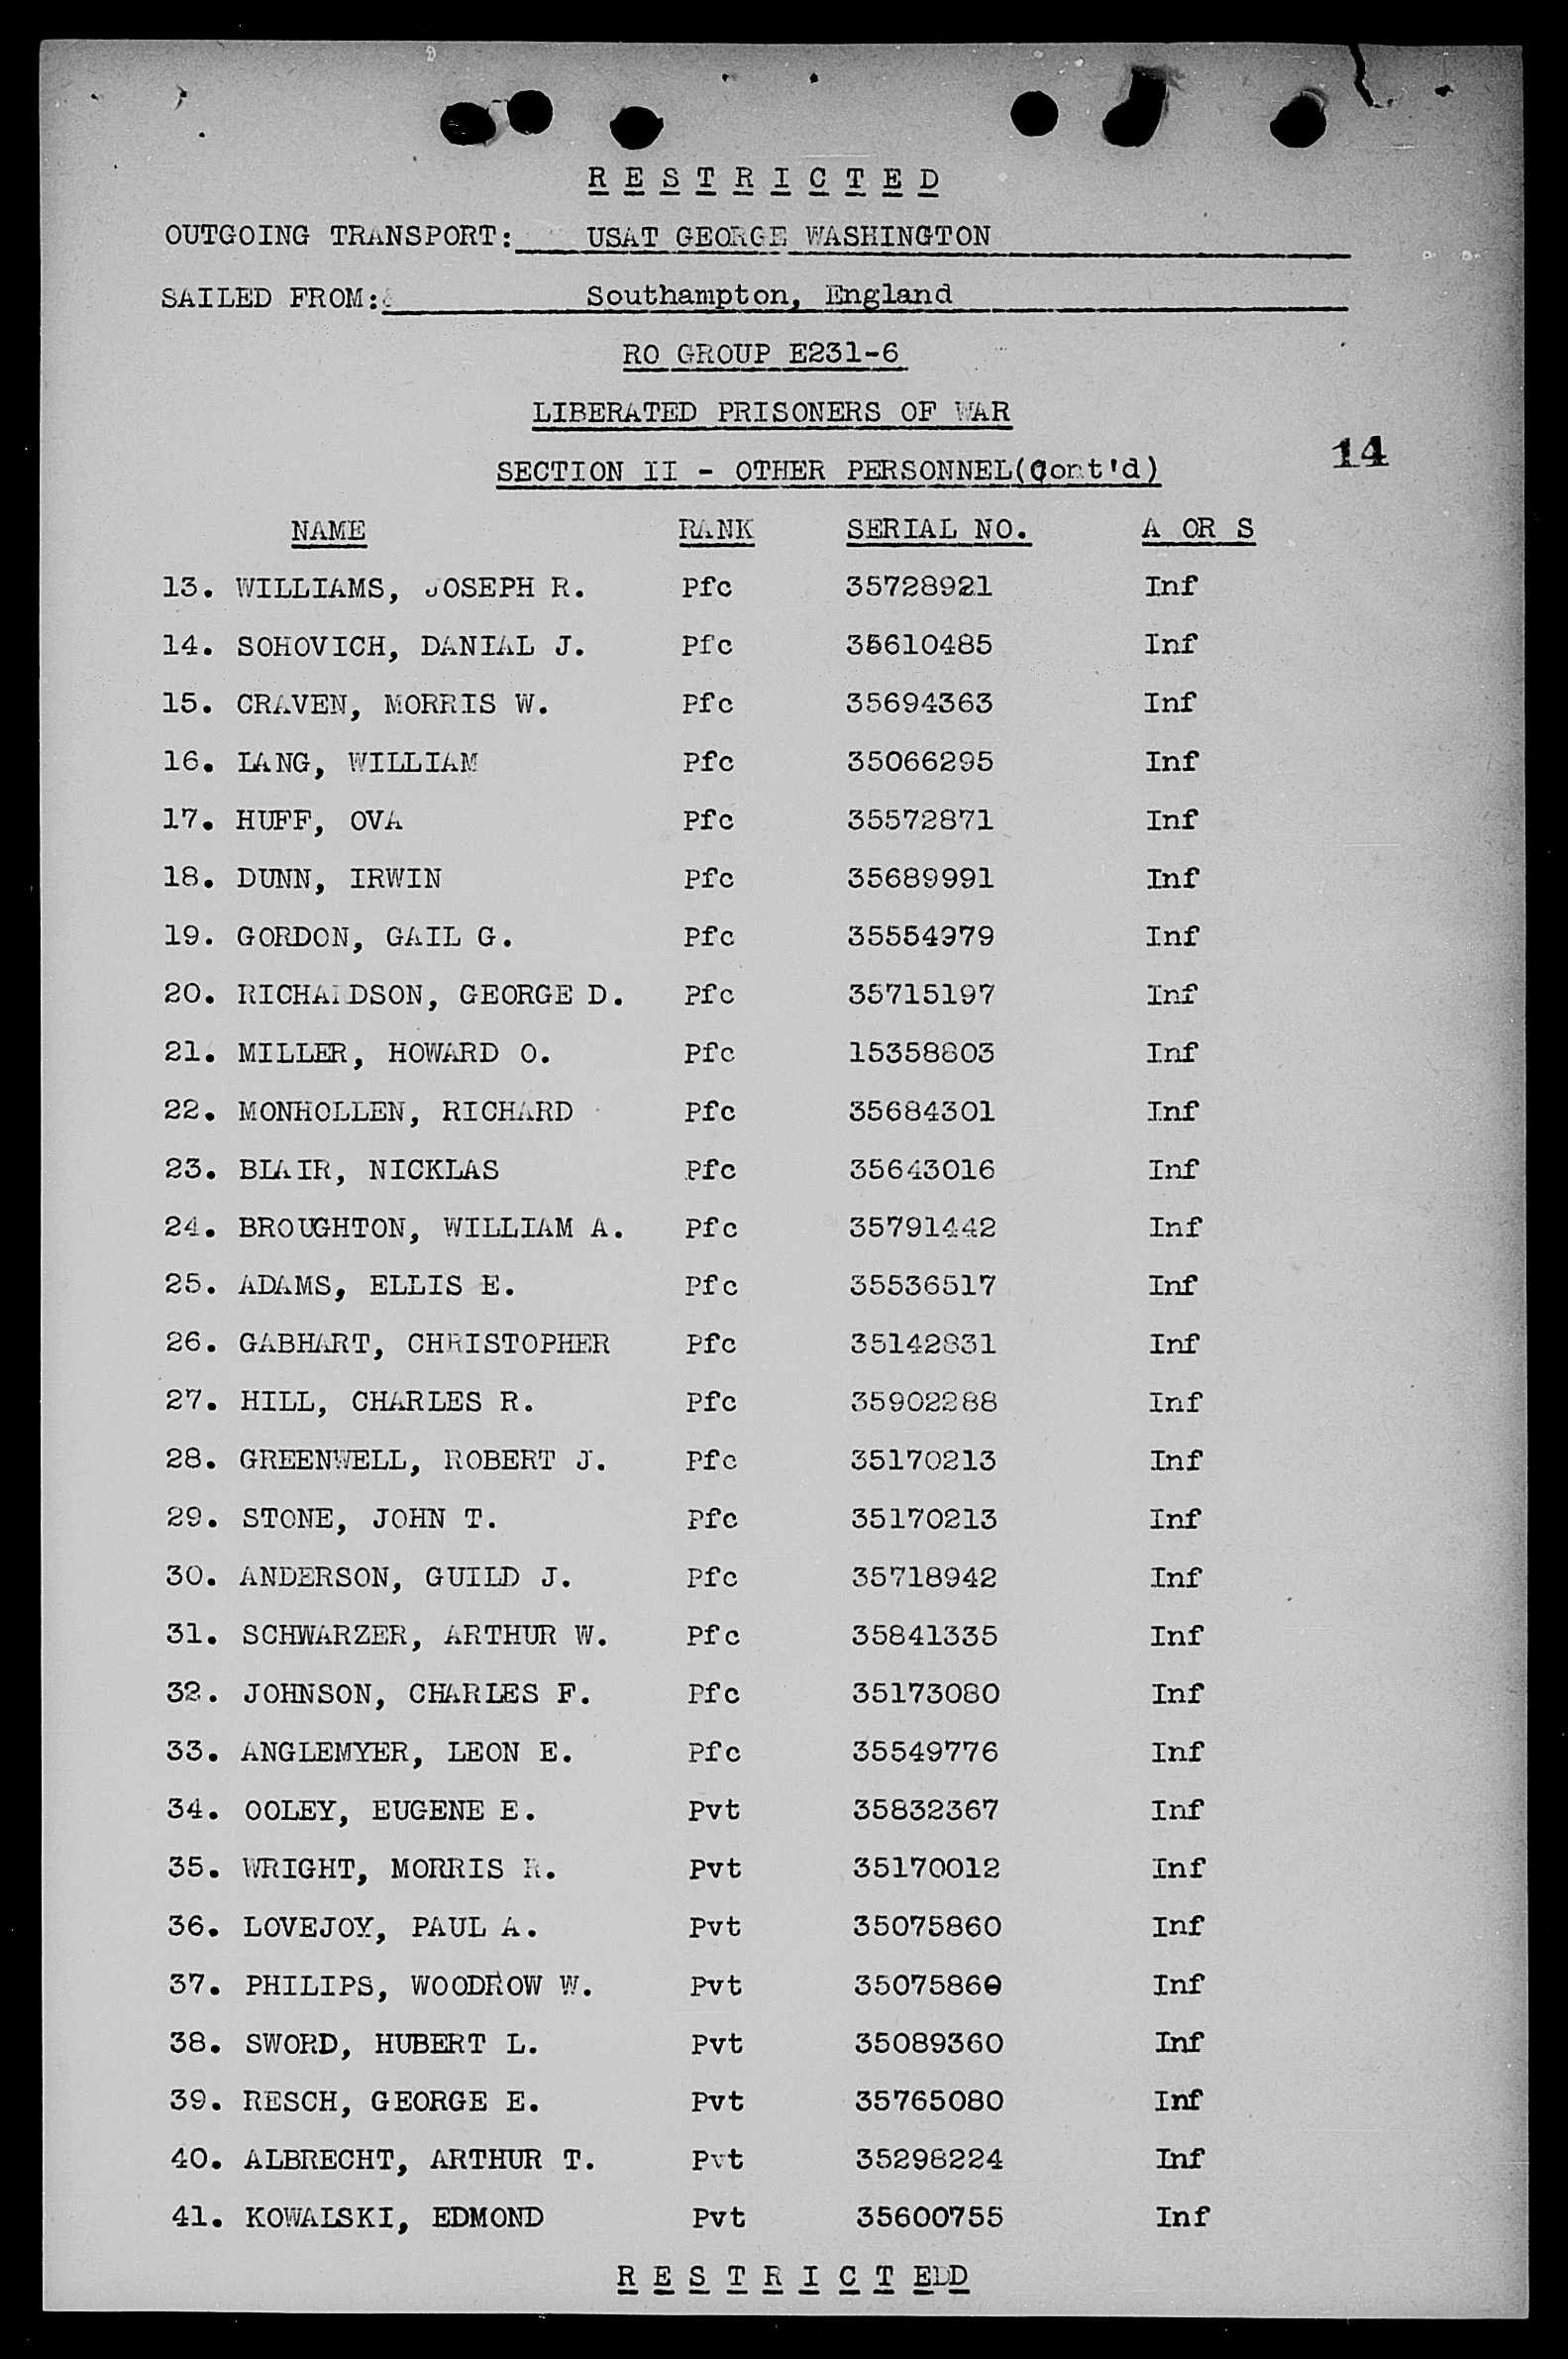 RESTRICTED
OUTGOING TRANSPORT: USAT GEORGE WASHINGTON
SAILED FROM: Southampton, England
RO GROUP E231-6
LIBERATED PRISONERS OF WAR
SECTION II - OTHER PERSONNEL(Cont'd) 14
NAME RANK SERIAL NO. A OR S
13. WILLIAMS, JOSEPH R. Pfc 35728921 Inf
14. SOHOVICH, DANIAL J. Pfc 35610485 Inf
15. CRAVEN, MORRIS W. Pfc 35694363 Inf
16. LANG, WILLIAM Pfc 35066295 Inf
17. HUFF, OVA Pfc 35572871 Inf
18. DUNN, IRWIN Pfc 35689991 Inf
19. GORDON, GAIL G. Pfc 35554979 Inf
20. RICHARDSON, GEORGE D. Pfc 35715197 Inf
21. MILLER, HOWARD O. Pfc 15358803 Inf
22. MONHOLLEN, RICHARD Pfc 35684301 Inf
23. BLAIR, NICKLAS Pfc 35643016 Inf
24. BROUGHTON, WILLIAM A. Pfc 35791442 Inf
25. ADAMS, ELLIS E. Pfc 35536517 Inf
26. GABHART, CHRISTOPHER Pfc 35142831 Inf
27. HILL, CHARLES R. Pfc 35902288 Inf
28. GREENWELL, ROBERT J. Pfc 35170213 Inf
29. STONE, JOHN T. Pfc 35170213 Inf
30. ANDERSON, GUILD J. Pfc 35718942 Inf
31. SCHWARZER, ARTHUR W. Pfc 35841335 Inf
32. JOHNSON, CHARLES F. Pfc 35173080 Inf
33. ANGLEMYER, LEON E. Pfc 35549776 Inf
34. OOLEY, EUGENE E. Pvt 35832367 Inf
35. WRIGHT, MORRIS R. Pvt 35170012 Inf
36. LOVEJOY, PAUL A. Pvt 35075860 Inf
37. PHILIPS, WOODROW W. Pvt 35075860 Inf
38. SWORD, HUBERT L. Pvt 35089360 Inf
39. RESCH, GEORGE E. Pvt 35765080 Inf
40. ALBRECHT, ARTHUR T. Pvt 35298224 Inf
41. KOWALSKI, EDMOND Pvt 35600755 Inf
RESTRICTEDD